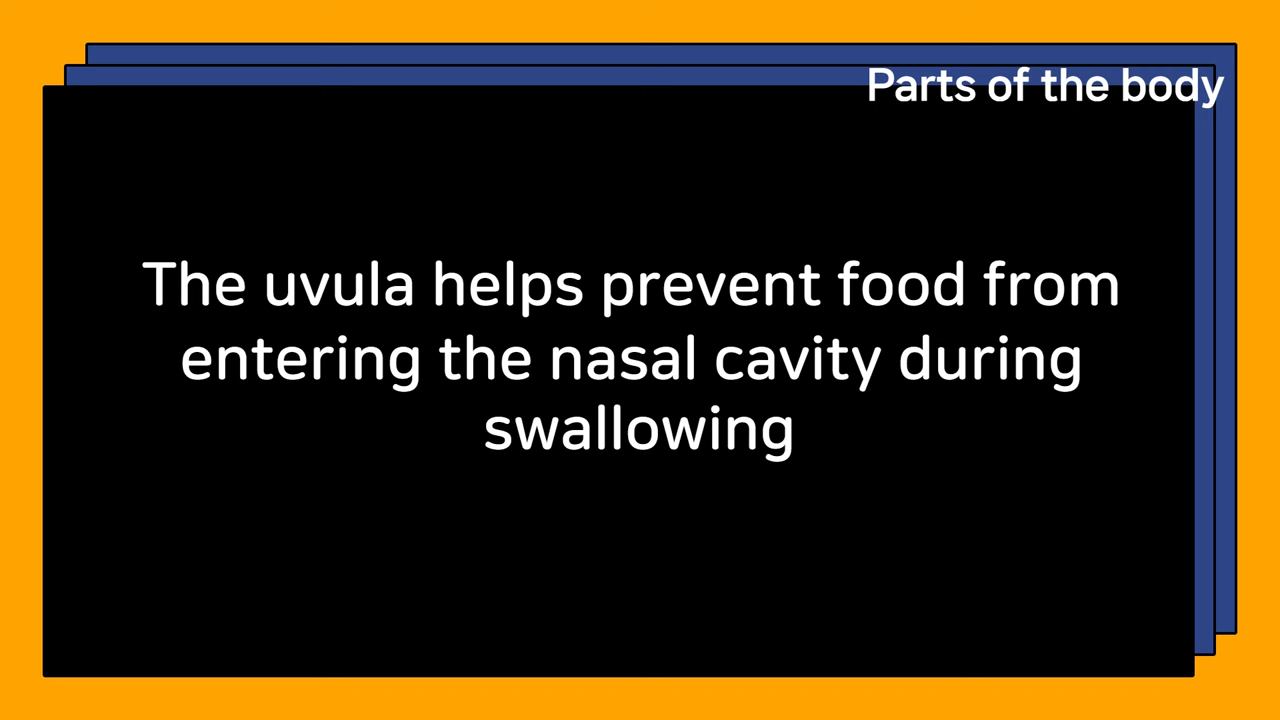 Parts of the body
The uvula helps prevent food from
entering the nasal cavity during
swallowing